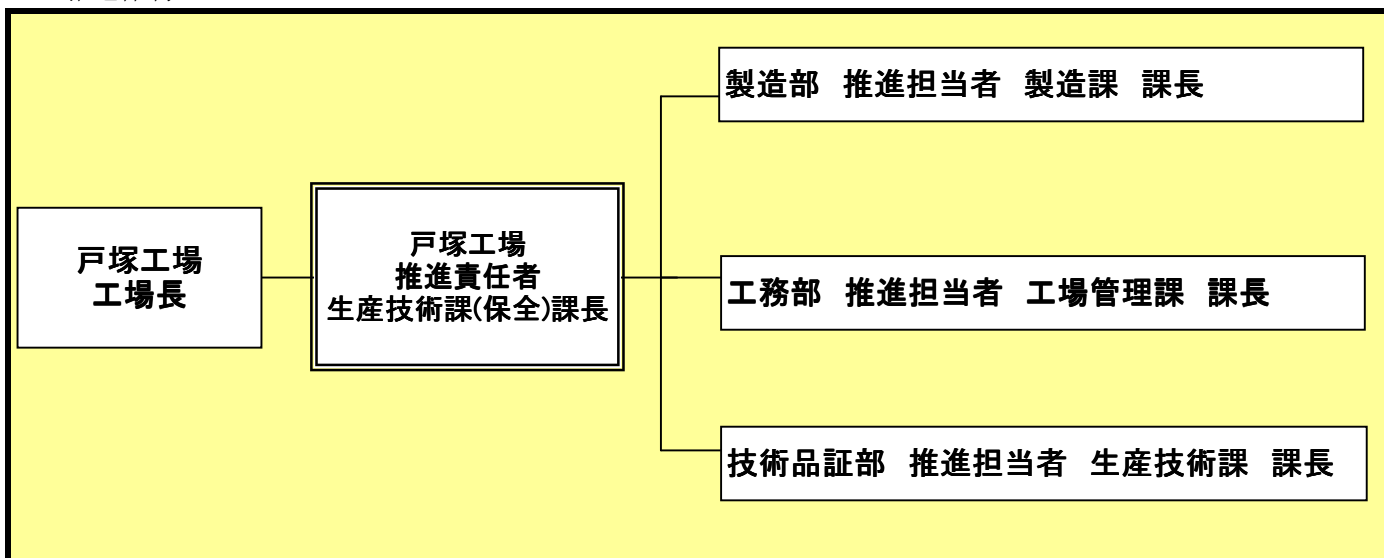 戸塚工場
工場長
戸塚工場
推進責任者
生産技術課(保全)課長
製造部　推進担当者　製造課　課長
工務部　推進担当者　工場管理課　課長
技術品証部　推進担当者　生産技術課　課長